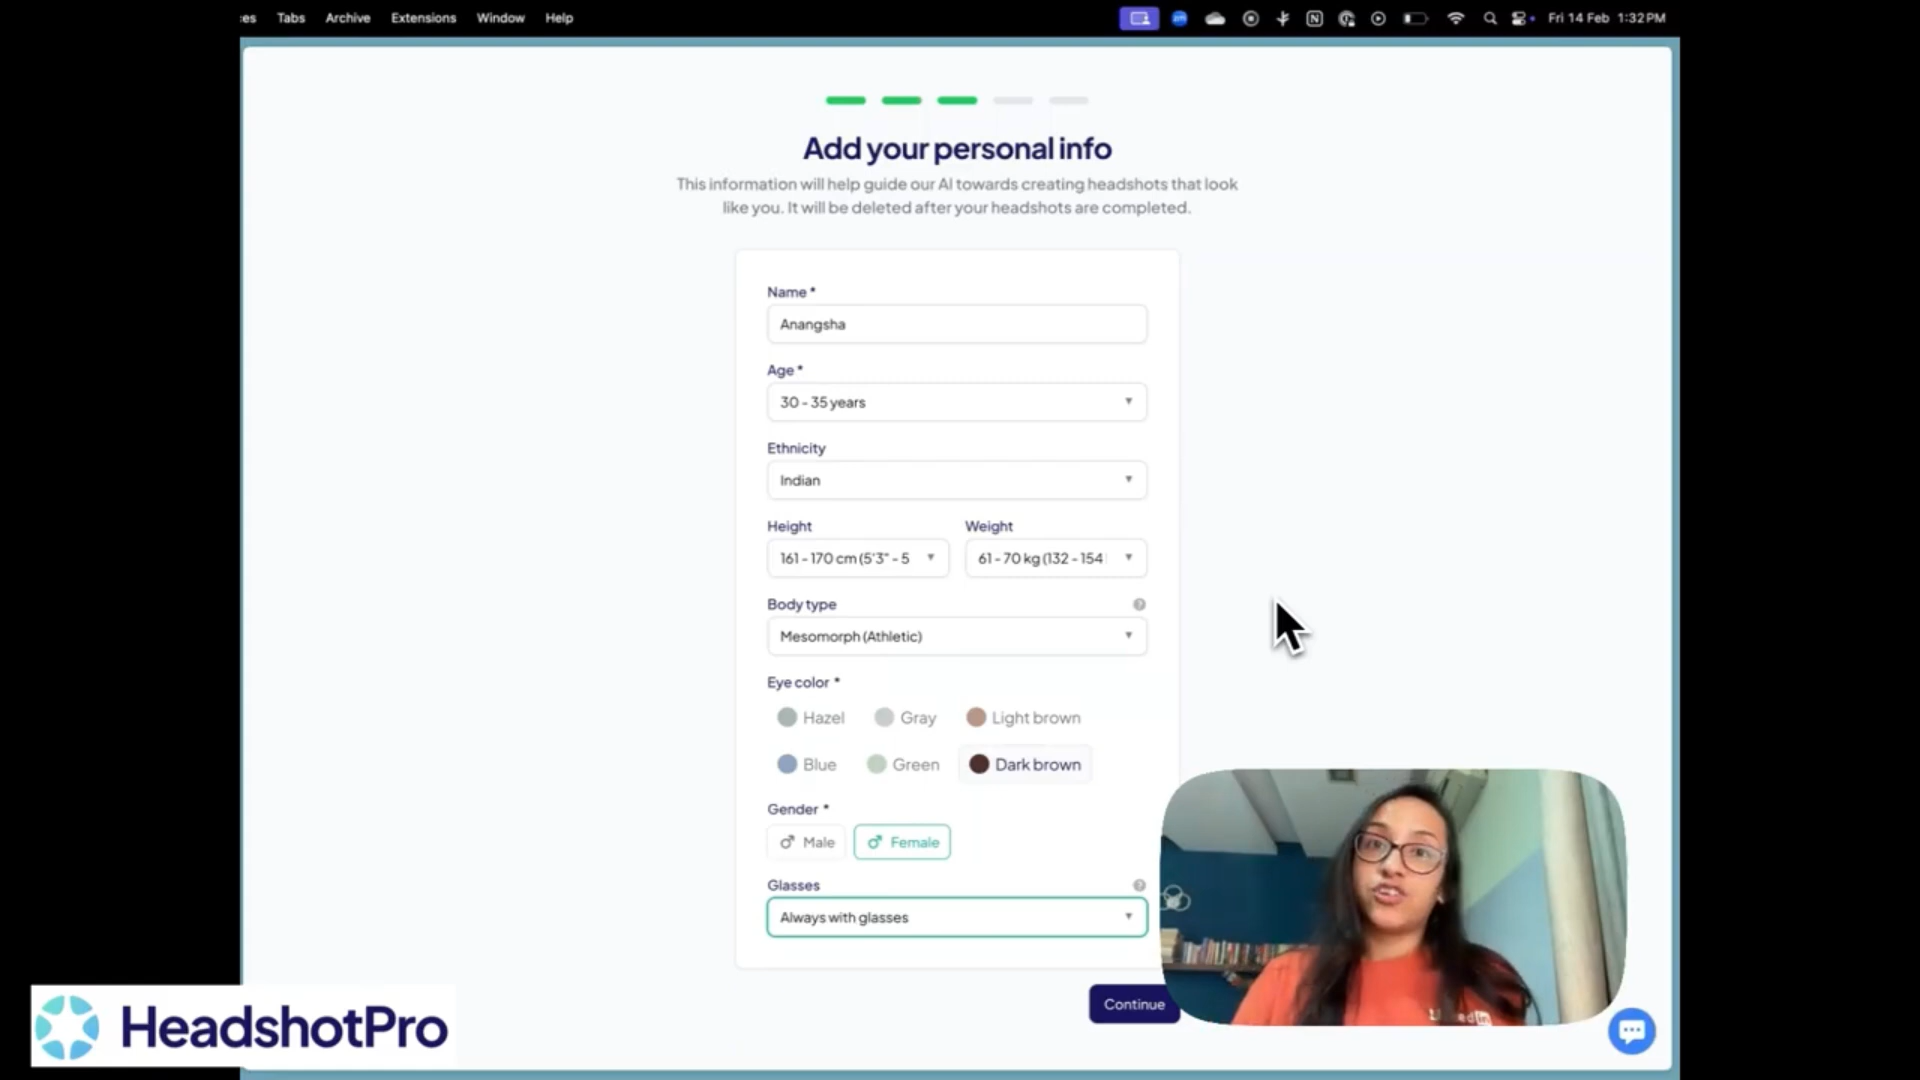 Tabs Archive Extensions Window Help
Fri 14 Feb 1:32 PM
Add your personal info
This information will help guide our AI towards creating headshots that look
like you. It will be deleted after your headshots are completed.
Name *
Anangsha
Age *
30 - 35 years
Ethnicity
Indian
Height Weight
161 - 170 cm (5'3" - 5 61 - 70 kg (132 - 154
Body type
Mesomorph (Athletic)
Eye color *
Hazel Gray Light brown
Blue Green Dark brown
Gender *
Male Female
Glasses
Always with glasses
Continue
HeadshotPro